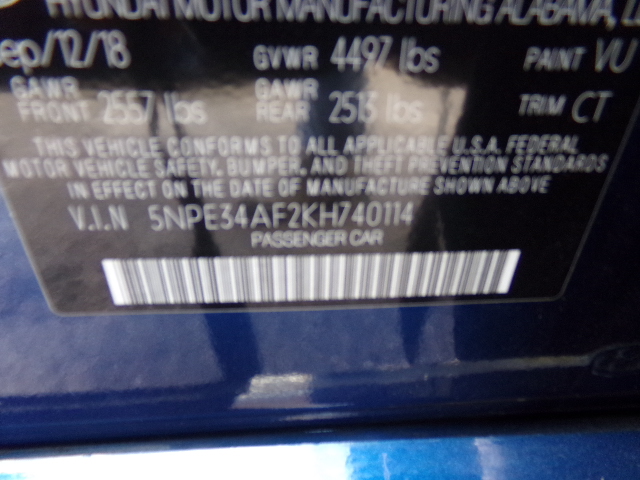 HYUNDAI MOTOR MANUFACTURING ALABAMA,
Sep/12/18 GVWR 4497 lbs PAINT VU
GAWR FRONT 2557 lbs GAWR REAR 2513 lbs TRIM CT
THIS VEHICLE CONFORMS TO ALL APPLICABLE U.S.A. FEDERAL
MOTOR VEHICLE SAFETY, BUMPER, AND THEFT PREVENTION STANDARDS
IN EFFECT ON THE DATE OF MANUFACTURE SHOWN ABOVE
V.I.N 5NPE34AF2KH740114
PASSENGER CAR